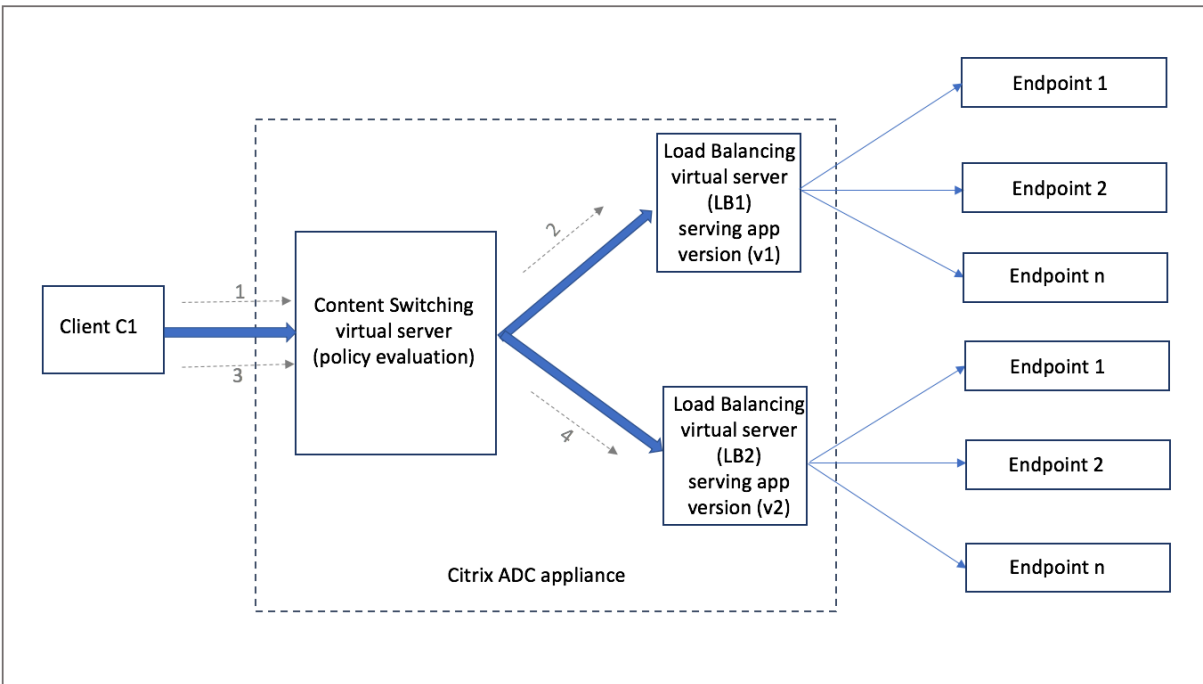 Endpoint 1
Load Balancing
virtual server
(LB1)
serving app
version (v1)
2
Endpoint 2
Endpoint n
1
Content Switching
virtual server
(policy evaluation)
Client C1
3
Endpoint 1
Load Balancing
virtual server
(LB2)
serving app
version (v2)
4
Endpoint 2
Endpoint n
Citrix ADC appliance